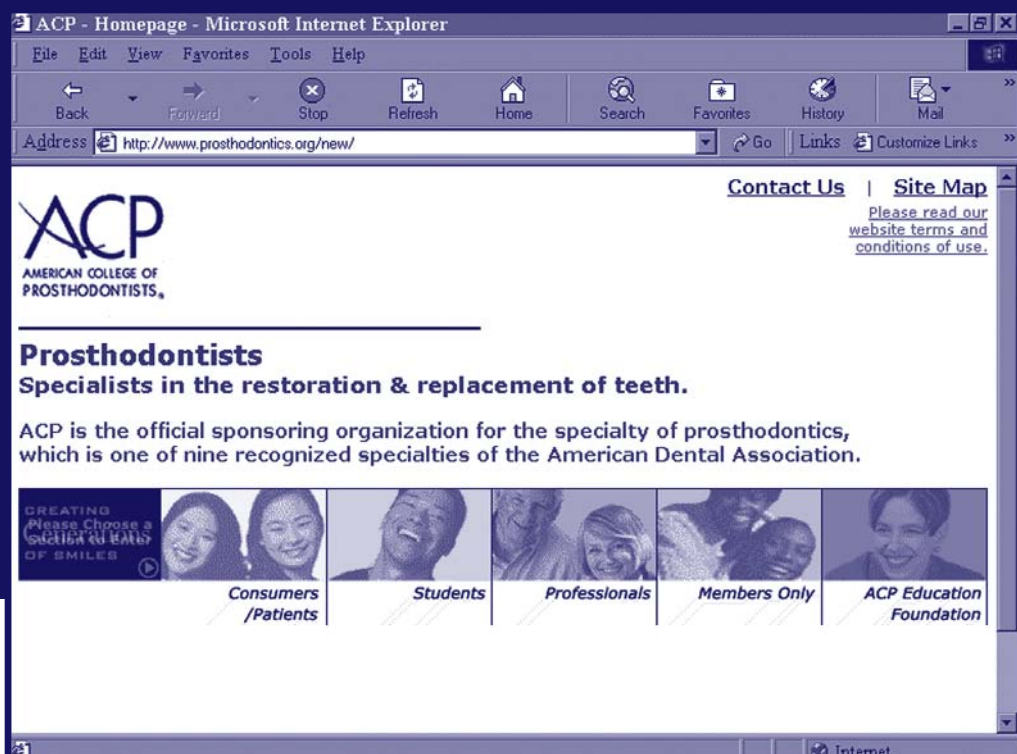 ACP - Homepage - Microsoft Internet Explorer
File Edit View Favorites Tools Help
Back Forward Stop Refresh Home Search Favorites History Mail »
Address http://www.prosthodontics.org/new/ Go Links Customize Links »
Contact Us | Site Map
Please read our
website terms and
conditions of use.
ACP
AMERICAN COLLEGE OF
PROSTHODONTISTS®
Prosthodontists
Specialists in the restoration & replacement of teeth.
ACP is the official sponsoring organization for the specialty of prosthodontics,
which is one of nine recognized specialties of the American Dental Association.
CREATING
Please Choose a
Generations
Section to Enter
OF SMILES
Consumers
/Patients
Students
Professionals
Members Only
ACP Education
Foundation
Internet